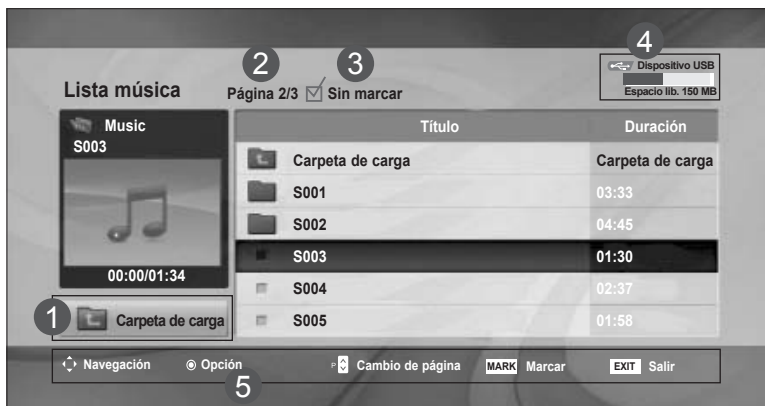 4
Dispositivo USB
Espacio lib. 150 MB
2 3
Lista música Página 2/3 Sin marcar
Music
S003
00:00/01:34
1 Carpeta de carga
Título Duración
Carpeta de carga Carpeta de carga
S001 03:33
S002 04:45
S003 01:30
S004 02:37
S005 01:58
Navegación Opción P Cambio de página MARK Marcar EXIT Salir
5